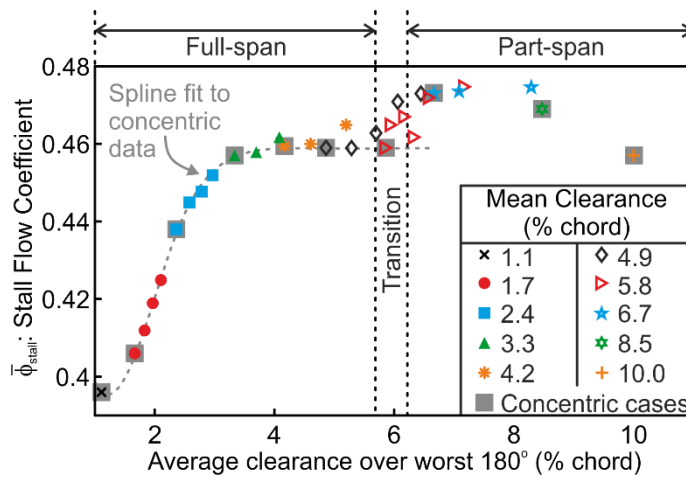 Full-span
Part-span
0.48
0.46
0.44
0.42
0.4
ϕ̅stall: Stall Flow Coefficient
Spline fit to
concentric
data
Transition
Mean Clearance
(% chord)
1.1
4.9
1.7
5.8
2.4
6.7
3.3
8.5
4.2
10.0
Concentric cases
2
4
6
8
10
Average clearance over worst 180° (% chord)